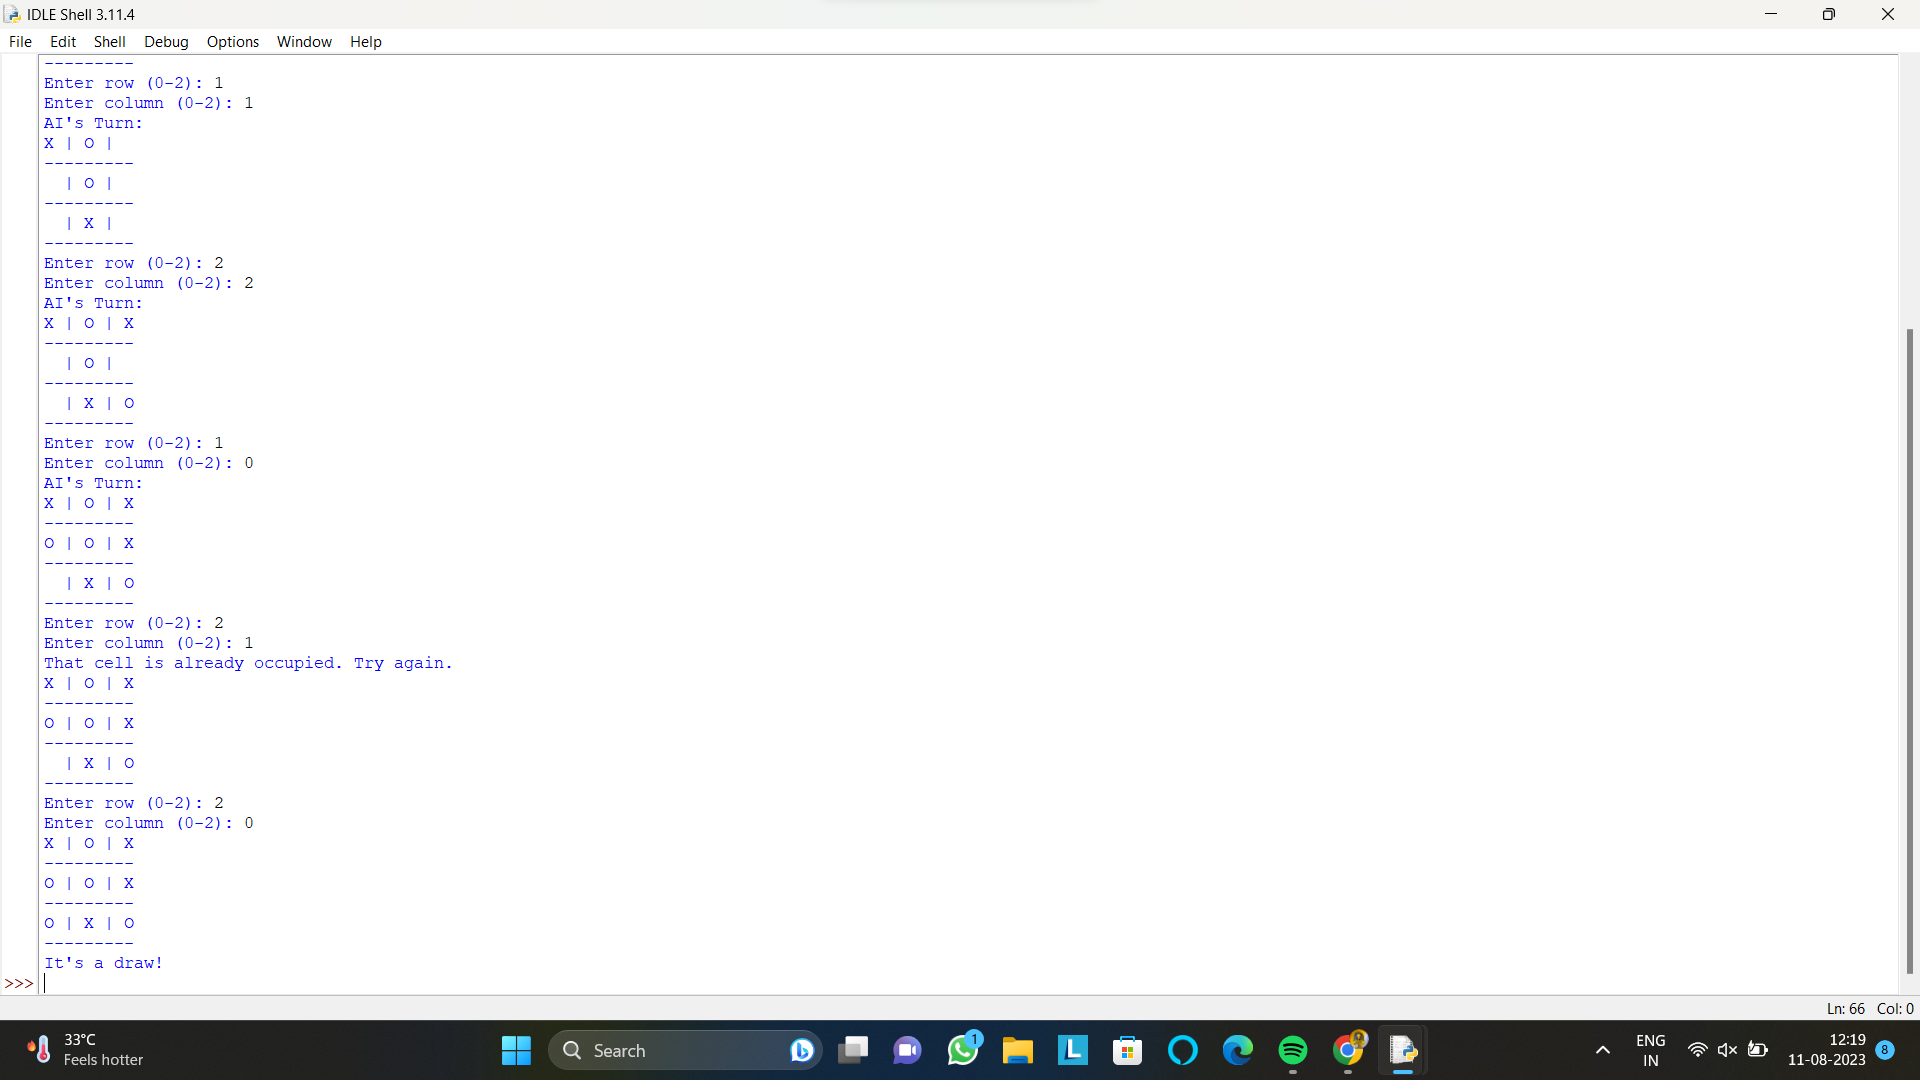 IDLE Shell 3.11.4
File Edit Shell Debug Options Window Help
---------
Enter row (0-2): 1
Enter column (0-2): 1
AI's Turn:
X | O |
---------
  | O |
---------
  | X |
---------
Enter row (0-2): 2
Enter column (0-2): 2
AI's Turn:
X | O | X
---------
  | O |
---------
  | X | O
---------
Enter row (0-2): 1
Enter column (0-2): 0
AI's Turn:
X | O | X
---------
O | O | X
---------
  | X | O
---------
Enter row (0-2): 2
Enter column (0-2): 1
That cell is already occupied. Try again.
X | O | X
---------
O | O | X
---------
  | X | O
---------
Enter row (0-2): 2
Enter column (0-2): 0
X | O | X
---------
O | O | X
---------
O | X | O
---------
It's a draw!
>>>
Ln: 66 Col: 0
33°C
Feels hotter
Search
1
L
ENG
IN
12:19
11-08-2023
8